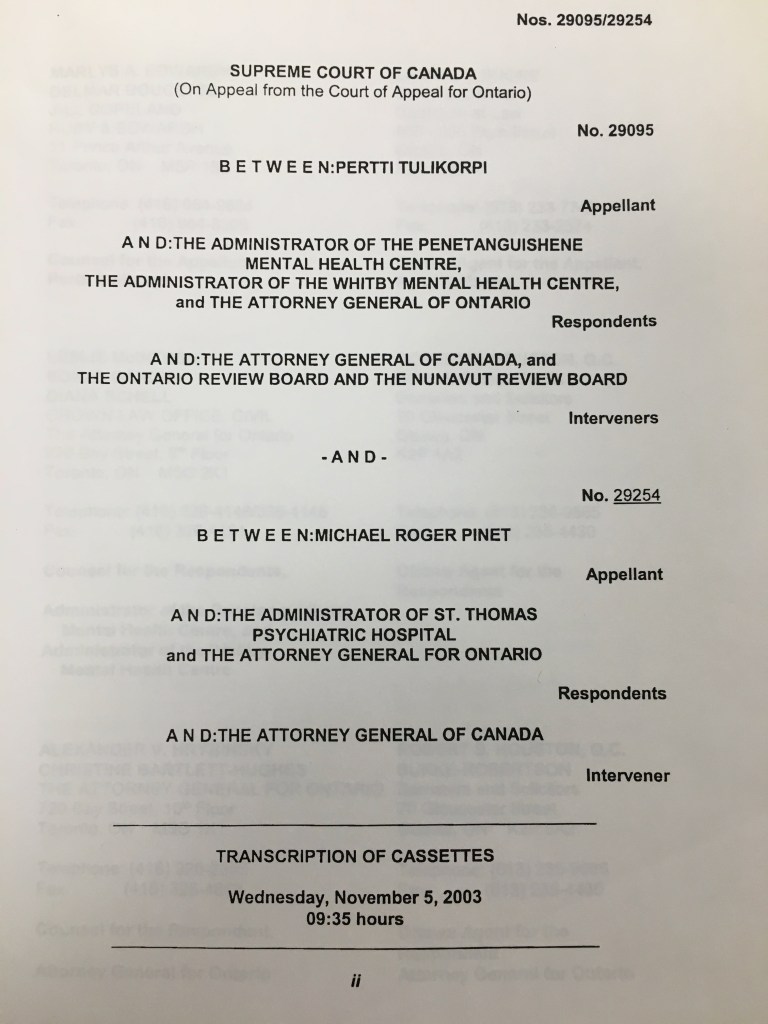 Nos. 29095/29254
SUPREME COURT OF CANADA
(On Appeal from the Court of Appeal for Ontario)
No. 29095
B E T W E E N:PERTTI TULIKORPI
Appellant
A N D:THE ADMINISTRATOR OF THE PENETANGUISHENE
MENTAL HEALTH CENTRE,
THE ADMINISTRATOR OF THE WHITBY MENTAL HEALTH CENTRE,
and THE ATTORNEY GENERAL OF ONTARIO
Respondents
A N D:THE ATTORNEY GENERAL OF CANADA, and
THE ONTARIO REVIEW BOARD AND THE NUNAVUT REVIEW BOARD
Interveners
- A N D -
No. 29254
B E T W E E N:MICHAEL ROGER PINET
Appellant
A N D:THE ADMINISTRATOR OF ST. THOMAS
PSYCHIATRIC HOSPITAL
and THE ATTORNEY GENERAL FOR ONTARIO
Respondents
A N D:THE ATTORNEY GENERAL OF CANADA
Intervener
TRANSCRIPTION OF CASSETTES
Wednesday, November 5, 2003
09:35 hours
ii